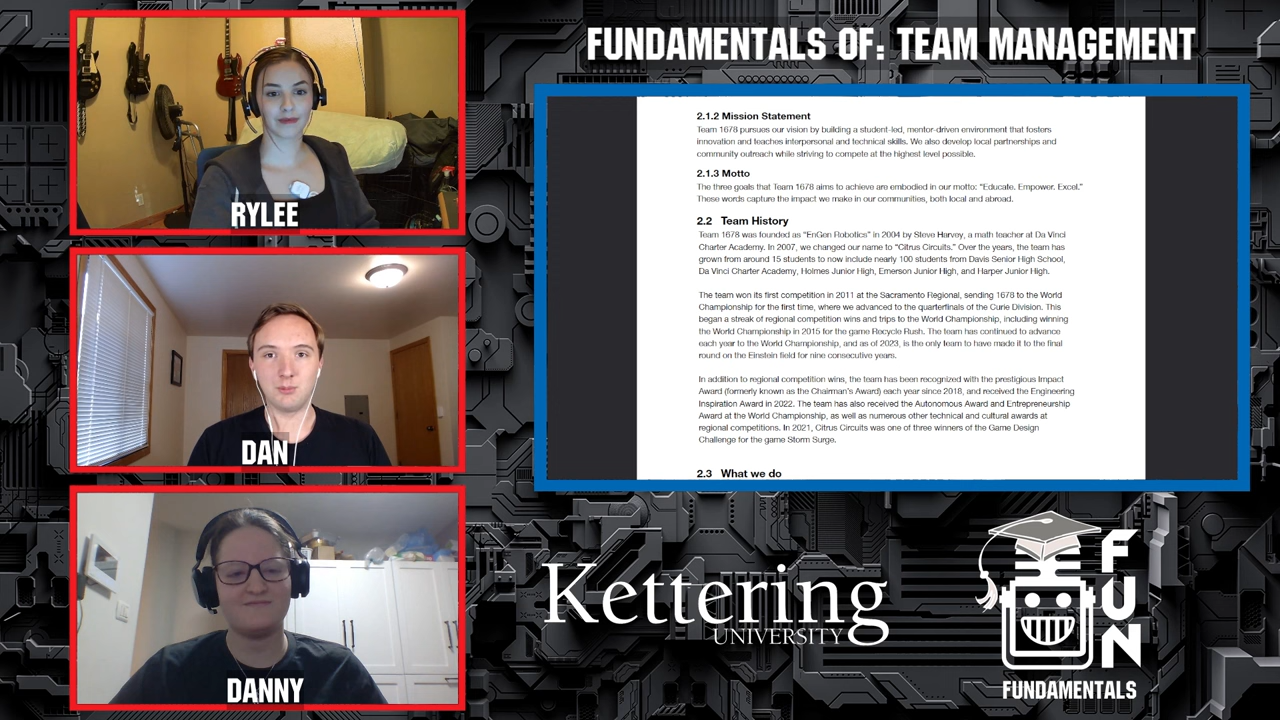 FUNDAMENTALS OF: TEAM MANAGEMENT
RYLEE
DAN
DANNY
2.1.2 Mission Statement
Team 1678 pursues our vision by building a student-led, mentor-driven environment that fosters
innovation and teaches interpersonal and technical skills. We also develop local partnerships and
community outreach while striving to compete at the highest level possible.
2.1.3 Motto
The three goals that Team 1678 aims to achieve are embodied in our motto: “Educate. Empower. Excel.”
These words capture the impact we make in our communities, both local and abroad.
2.2 Team History
Team 1678 was founded as “EnGen Robotics” in 2004 by Steve Harvey, a math teacher at Da Vinci
Charter Academy. In 2007, we changed our name to “Citrus Circuits.” Over the years, the team has
grown from around 15 students to now include nearly 100 students from Davis Senior High School,
Da Vinci Charter Academy, Holmes Junior High, Emerson Junior High, and Harper Junior High.
The team won its first competition in 2011 at the Sacramento Regional, sending 1678 to the World
Championship for the first time, where we advanced to the quarterfinals of the Curie Division. This
began a streak of regional competition wins and trips to the World Championship, including winning
the World Championship in 2015 for the game Recycle Rush. The team has continued to advance
each year to the World Championship, and as of 2023, is the only team to have made it to the final
round on the Einstein field for nine consecutive years.
In addition to regional competition wins, the team has been recognized with the prestigious Impact
Award (formerly known as the Chairman's Award) each year since 2018, and received the Engineering
Inspiration Award in 2022. The team has also received the Autonomous Award and Entrepreneurship
Award at the World Championship, as well as numerous other technical and cultural awards at
regional competitions. In 2021, Citrus Circuits was one of three winners of the Game Design
Challenge for the game Storm Surge.
2.3 What we do
Kettering
UNIVERSITY
FUN
FUNDAMENTALS